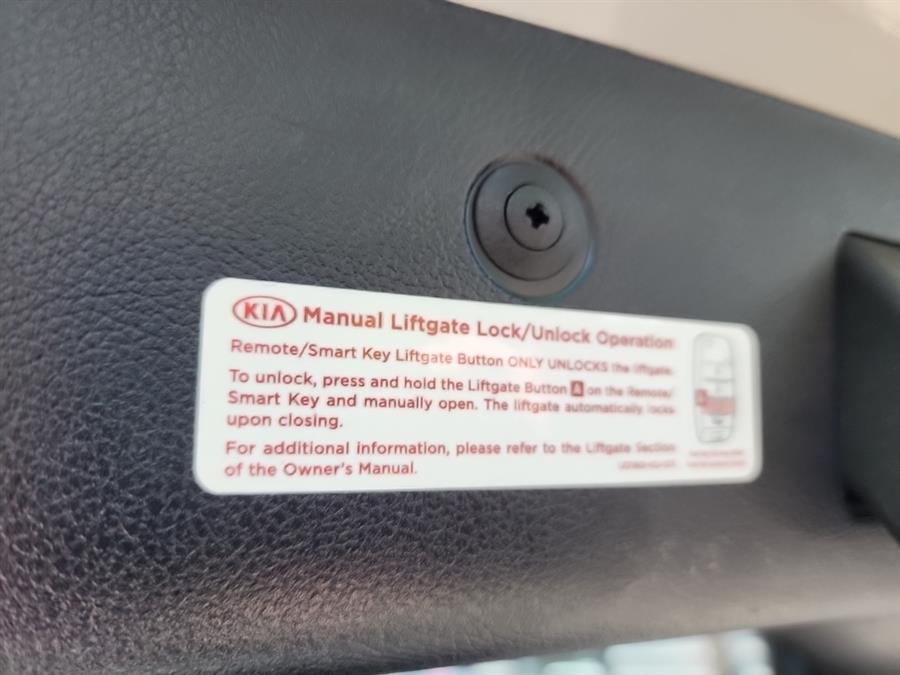 KIA Manual Liftgate Lock/Unlock Operation
Remote/Smart Key Liftgate Button ONLY UNLOCKS the liftgate.
To unlock, press and hold the Liftgate Button A on the Remote/
Smart Key and manually open. The liftgate automatically locks
upon closing.
For additional information, please refer to the Liftgate Section
of the Owner's Manual.